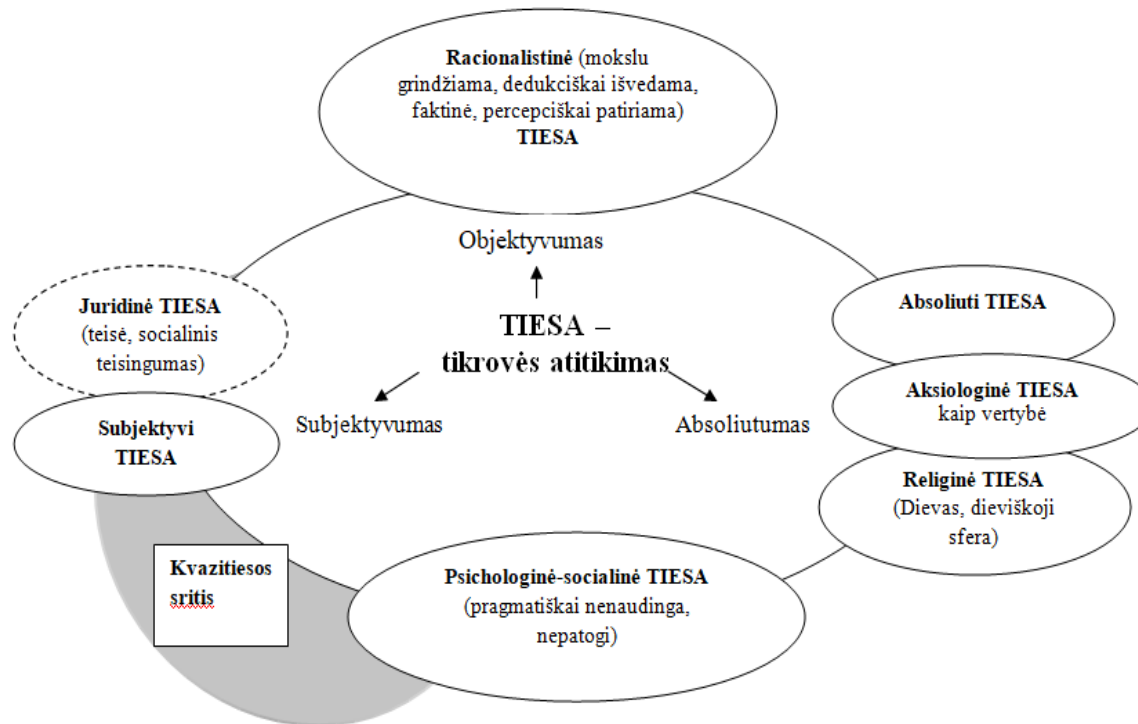 Racionalistinė (mokslu
grindžiama, dedukciškai išvedama,
faktinė, percepciškai patiriama)
TIESA
Objektyvumas
Juridinė TIESA
(teisė, socialinis
teisingumas)
TIESA –
tikrovės atitikimas
Absoliuti TIESA
Aksiologinė TIESA
kaip vertybė
Subjektyvi
TIESA
Subjektyvumas
Absoliutumas
Religinė TIESA
(Dievas, dieviškoji
sfera)
Kvazitiesos
sritis
Psichologinė-socialinė TIESA
(pragmatiškai nenaudinga,
nepatogi)